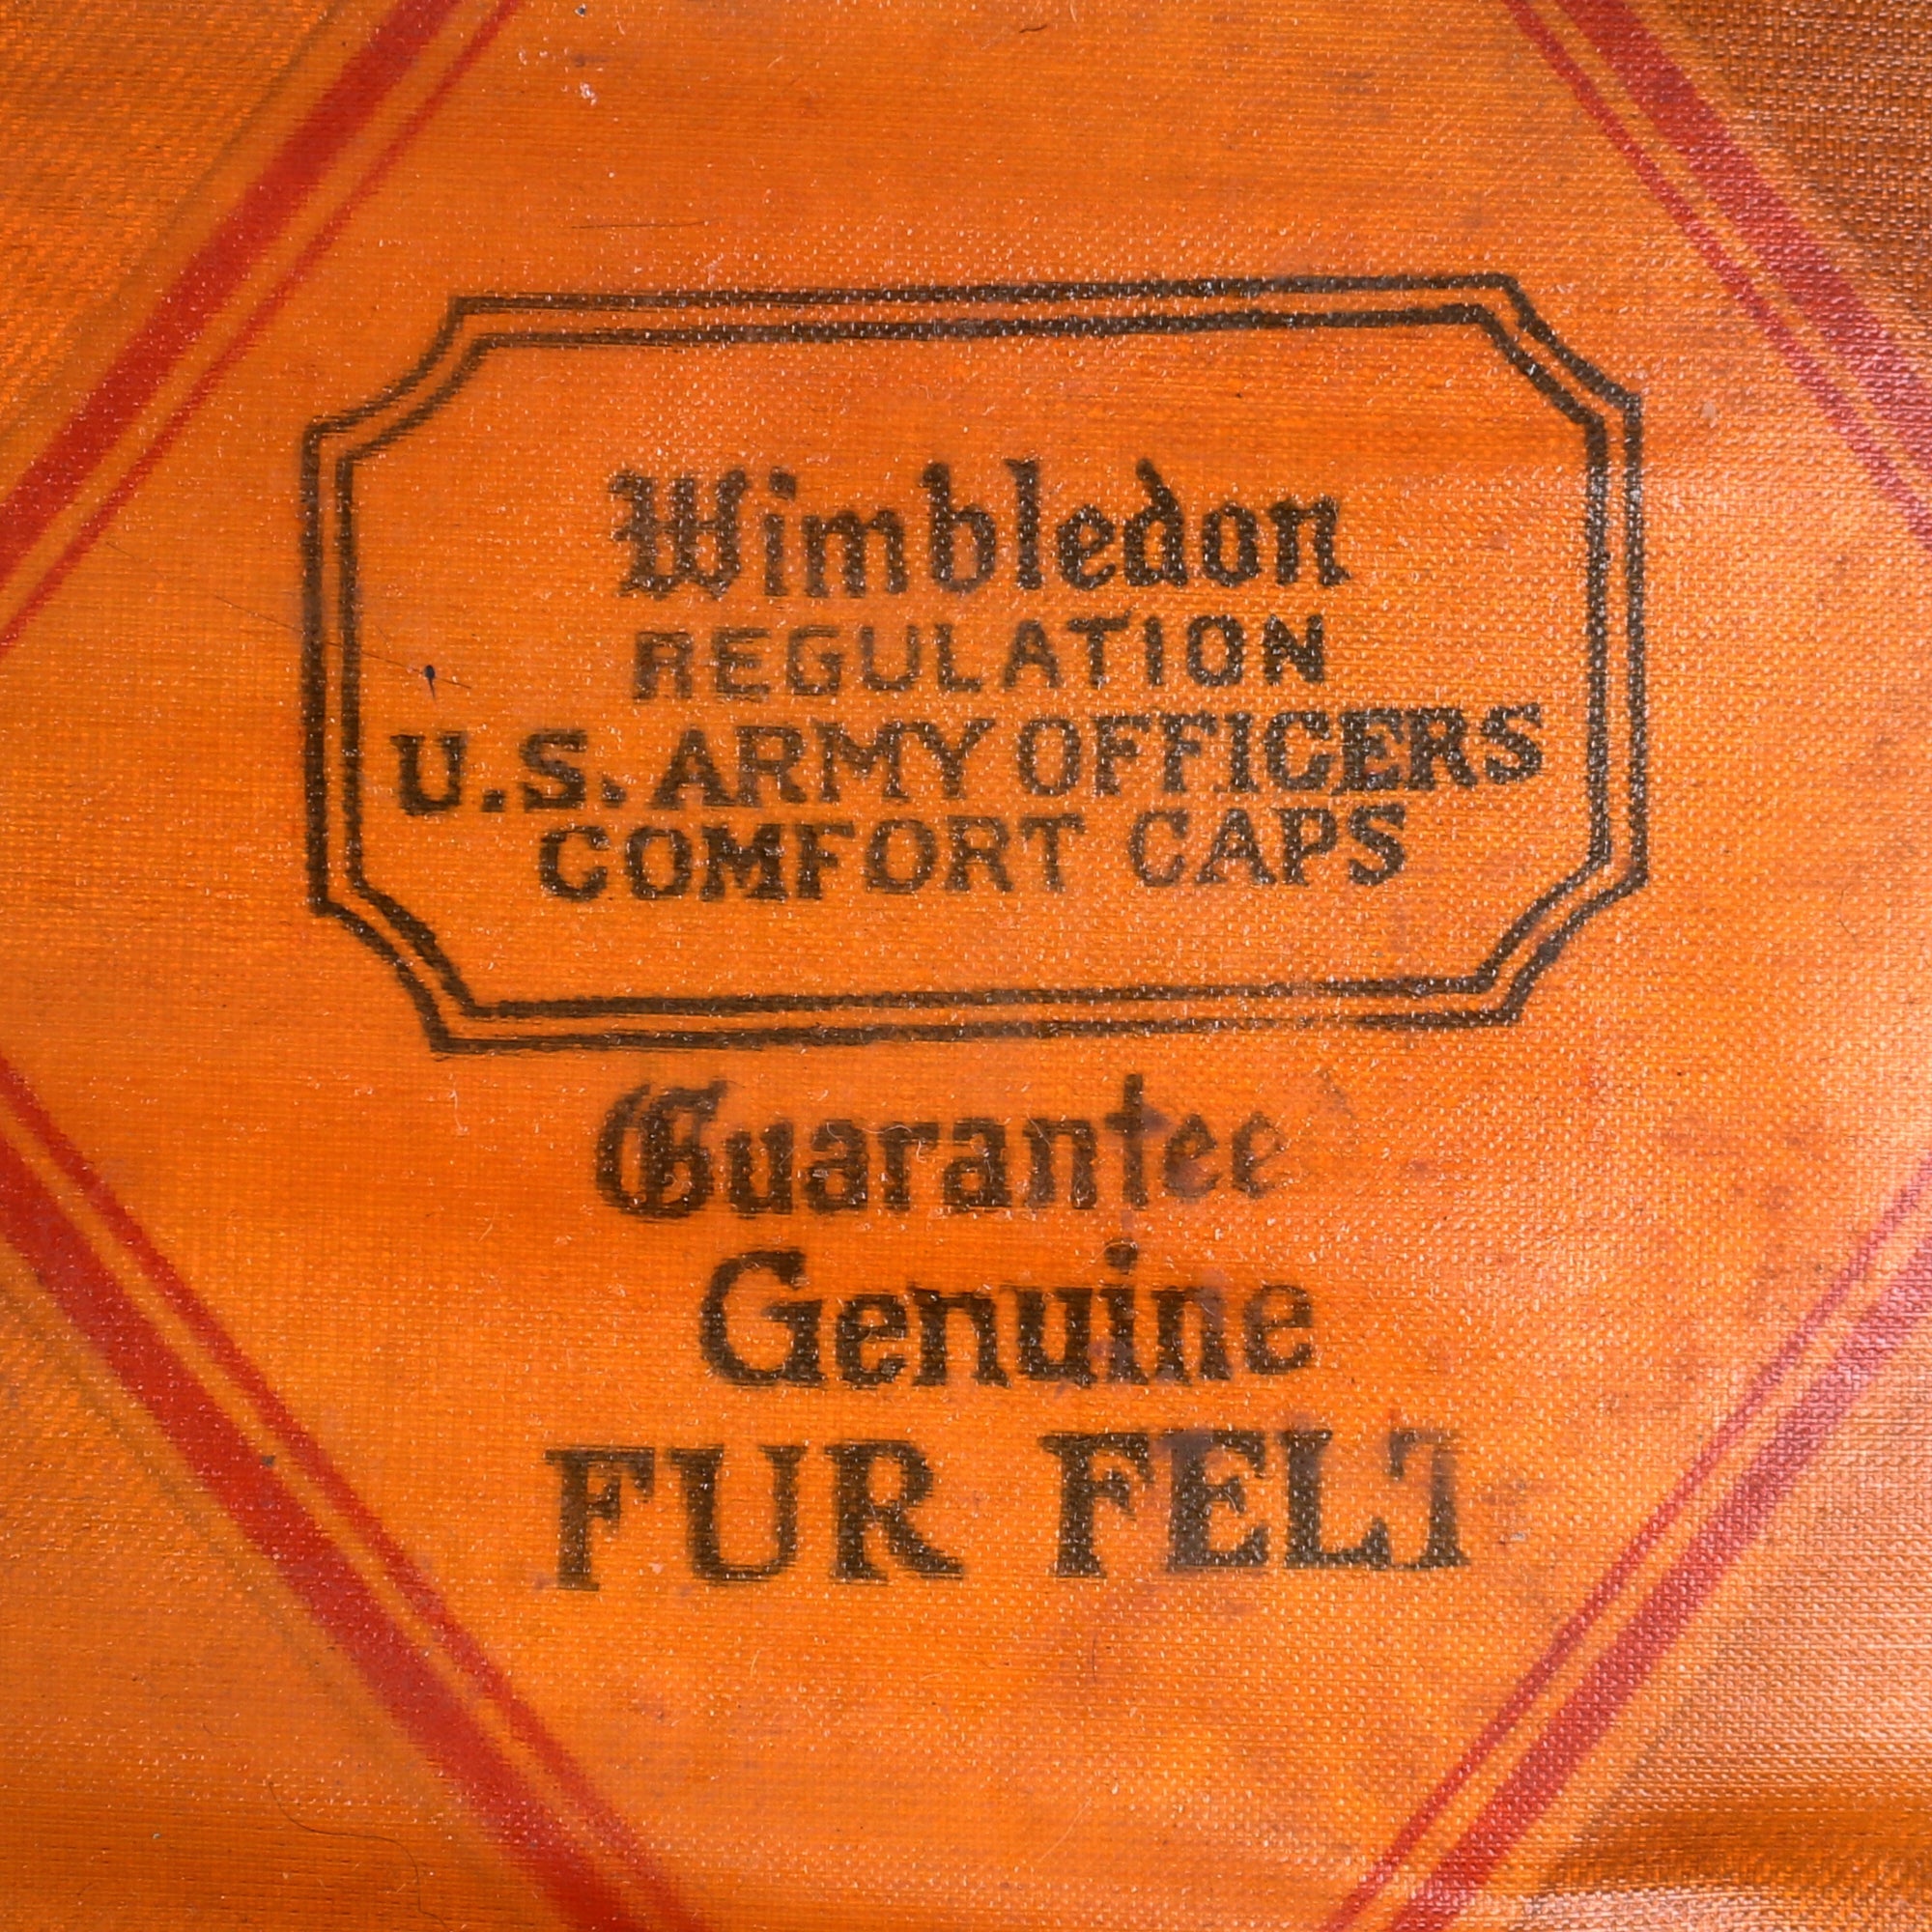 Wimbledon
REGULATION
U.S. ARMY OFFICERS
COMFORT CAPS
Guarantee
Genuine
FUR FELT